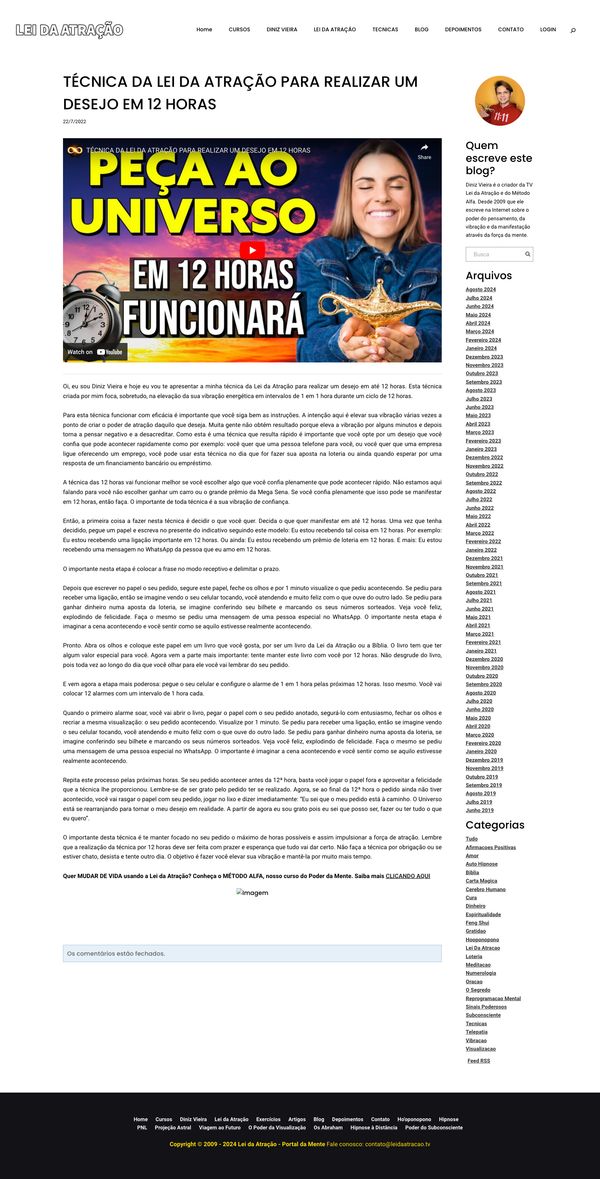 LEI DA ATRAÇÃO
Home CURSOS DINIZ VIEIRA LEI DA ATRAÇÃO TECNICAS BLOG DEPOIMENTOS CONTATO LOGIN
TÉCNICA DA LEI DA ATRAÇÃO PARA REALIZAR UM
DESEJO EM 12 HORAS
22/7/2022
TÉCNICA DA LEI DA ATRAÇÃO PARA REALIZAR UM DESEJO EM 12 HORAS
Share
PEÇA AO
UNIVERSO
EM 12 HORAS
FUNCIONARÁ
Watch on YouTube
Oi, eu sou Diniz Vieira e hoje eu vou te apresentar a minha técnica da Lei da Atração para realizar um desejo em até 12 horas. Esta técnica
criada por mim foca, sobretudo, na elevação da sua vibração energética em intervalos de 1 em 1 hora durante um ciclo de 12 horas.
Para esta técnica funcionar com eficácia é importante que você siga bem as instruções. A intenção aqui é elevar sua vibração várias vezes a
ponto de criar o poder de atração daquilo que deseja. Muita gente não obtém resultado porque eleva a vibração por alguns minutos e depois
torna a pensar negativo e a desacreditar. Como esta é uma técnica que resulta rápido é importante que você opte por um desejo que você
confia que pode acontecer rapidamente como por exemplo: você quer que uma pessoa telefone para você, ou você quer que uma empresa
ligue oferecendo um emprego, você pode usar esta técnica no dia que for fazer sua aposta na loteria ou ainda quando esperar por uma
resposta de um financiamento bancário ou empréstimo.
A técnica das 12 horas vai funcionar melhor se você escolher algo que você confia plenamente que pode acontecer rápido. Não estamos aqui
falando para você não escolher ganhar um carro ou o grande prêmio da Mega Sena. Se você confia plenamente que isso pode se manifestar
em 12 horas, então faça. O importante de toda técnica é a sua vibração de confiança.
Então, a primeira coisa a fazer nesta técnica é decidir o que você quer. Decida o que quer manifestar em até 12 horas. Uma vez que tenha
decidido, pegue um papel e escreva no presente do indicativo seguindo este modelo: Eu estou recebendo tal coisa em 12 horas. Por exemplo:
Eu estou recebendo uma ligação importante em 12 horas. Ou ainda: Eu estou recebendo um prêmio de loteria em 12 horas. E mais: Eu estou
recebendo uma mensagem no WhatsApp da pessoa que eu amo em 12 horas.
O importante nesta etapa é colocar a frase no modo receptivo e delimitar o prazo.
Depois que escrever no papel o seu pedido, segure este papel, feche os olhos e por 1 minuto visualize o que pediu acontecendo. Se pediu para
receber uma ligação, então se imagine vendo o seu celular tocando, você atendendo e muito feliz com o que ouve do outro lado. Se pediu para
ganhar dinheiro numa aposta da loteria, se imagine conferindo seu bilhete e marcando os seus números sorteados. Veja você feliz,
explodindo de felicidade. Faça o mesmo se pediu uma mensagem de uma pessoa especial no WhatsApp. O importante nesta etapa é
imaginar a cena acontecendo e você sentir como se aquilo estivesse realmente acontecendo.
Pronto. Abra os olhos e coloque este papel em um livro que você gosta, por ser um livro da Lei da Atração ou a Bíblia. O livro tem que ter
algum valor especial para você. Agora vem a parte mais importante: tente manter este livro com você por 12 horas. Não desgrude do livro,
pois toda vez ao longo do dia que você olhar para ele você vai lembrar do seu pedido.
E vem agora a etapa mais poderosa: pegue o seu celular e configure o alarme de 1 em 1 hora pelas próximas 12 horas. Isso mesmo. Você vai
colocar 12 alarmes com um intervalo de 1 hora cada.
Quando o primeiro alarme soar, você vai abrir o livro, pegar o papel com o seu pedido anotado, segurá-lo com entusiasmo, fechar os olhos e
recriar a mesma visualização: o seu pedido acontecendo. Visualize por 1 minuto. Se pediu para receber uma ligação, então se imagine vendo
o seu celular tocando, você atendendo e muito feliz com o que ouve do outro lado. Se pediu para ganhar dinheiro numa aposta da loteria, se
imagine conferindo seu bilhete e marcando os seus números sorteados. Veja você feliz, explodindo de felicidade. Faça o mesmo se pediu
uma mensagem de uma pessoa especial no WhatsApp. O importante é imaginar a cena acontecendo e você sentir como se aquilo estivesse
realmente acontecendo.
Repita este processo pelas próximas horas. Se seu pedido acontecer antes da 12ª hora, basta você jogar o papel fora e aproveitar a felicidade
que a técnica lhe proporcionou. Lembre-se de ser grato pelo pedido ter se realizado. Agora, se ao final da 12ª hora o pedido ainda não tiver
acontecido, você vai rasgar o papel com seu pedido, jogar no lixo e dizer imediatamente: “Eu sei que o meu pedido está à caminho. O Universo
está se rearranjando para tornar o meu desejo em realidade. A partir de agora eu sou grato pois eu sei que posso ser, fazer ou ter tudo o que
eu quero”.
O importante desta técnica é te manter focado no seu pedido o máximo de horas possíveis e assim impulsionar a força de atração. Lembre
que a realização da técnica por 12 horas deve ser feita com prazer e esperança que tudo vai dar certo. Não faça a técnica por obrigação ou se
estiver chato, desista e tente outro dia. O objetivo é fazer você elevar sua vibração e mantê-la por muito mais tempo.
Quer MUDAR DE VIDA usando a Lei da Atração? Conheça o MÉTODO ALFA, nosso curso do Poder da Mente. Saiba mais CLICANDO AQUI
Imagem
Os comentários estão fechados.
11:11
Quem
escreve este
blog?
Diniz Vieira é o criador da TV
Lei da Atração e do Método
Alfa. Desde 2009 que ele
escreve na Internet sobre o
poder do pensamento, da
vibração e da manifestação
através da força da mente.
Busca
Arquivos
Agosto 2024
Julho 2024
Junho 2024
Maio 2024
Abril 2024
Março 2024
Fevereiro 2024
Janeiro 2024
Dezembro 2023
Novembro 2023
Outubro 2023
Setembro 2023
Agosto 2023
Julho 2023
Junho 2023
Maio 2023
Abril 2023
Março 2023
Fevereiro 2023
Janeiro 2023
Dezembro 2022
Novembro 2022
Outubro 2022
Setembro 2022
Agosto 2022
Julho 2022
Junho 2022
Maio 2022
Abril 2022
Março 2022
Fevereiro 2022
Janeiro 2022
Dezembro 2021
Novembro 2021
Outubro 2021
Setembro 2021
Agosto 2021
Julho 2021
Junho 2021
Maio 2021
Abril 2021
Março 2021
Fevereiro 2021
Janeiro 2021
Dezembro 2020
Novembro 2020
Outubro 2020
Setembro 2020
Agosto 2020
Julho 2020
Junho 2020
Maio 2020
Abril 2020
Março 2020
Fevereiro 2020
Janeiro 2020
Dezembro 2019
Novembro 2019
Outubro 2019
Setembro 2019
Agosto 2019
Julho 2019
Junho 2019
Categorias
Tudo
Afirmacoes Positivas
Amor
Auto Hipnose
Biblia
Carta Magica
Cerebro Humano
Cura
Dinheiro
Espiritualidade
Feng Shui
Gratidao
Hooponopono
Lei Da Atracao
Loteria
Meditacao
Numerologia
Oracao
O Segredo
Reprogramacao Mental
Sinais Poderosos
Subconsciente
Tecnicas
Telepatia
Vibracao
Visualizacao
Feed RSS
Home Cursos Diniz Vieira Lei da Atração Exercícios Artigos Blog Depoimentos Contato Ho'oponopono Hipnose
PNL Projeção Astral Viagem ao Futuro O Poder da Visualização Os Abraham Hipnose à Distância Poder do Subconsciente
Copyright © 2009 - 2024 Lei da Atração - Portal da Mente Fale conosco: contato@leidaatracao.tv